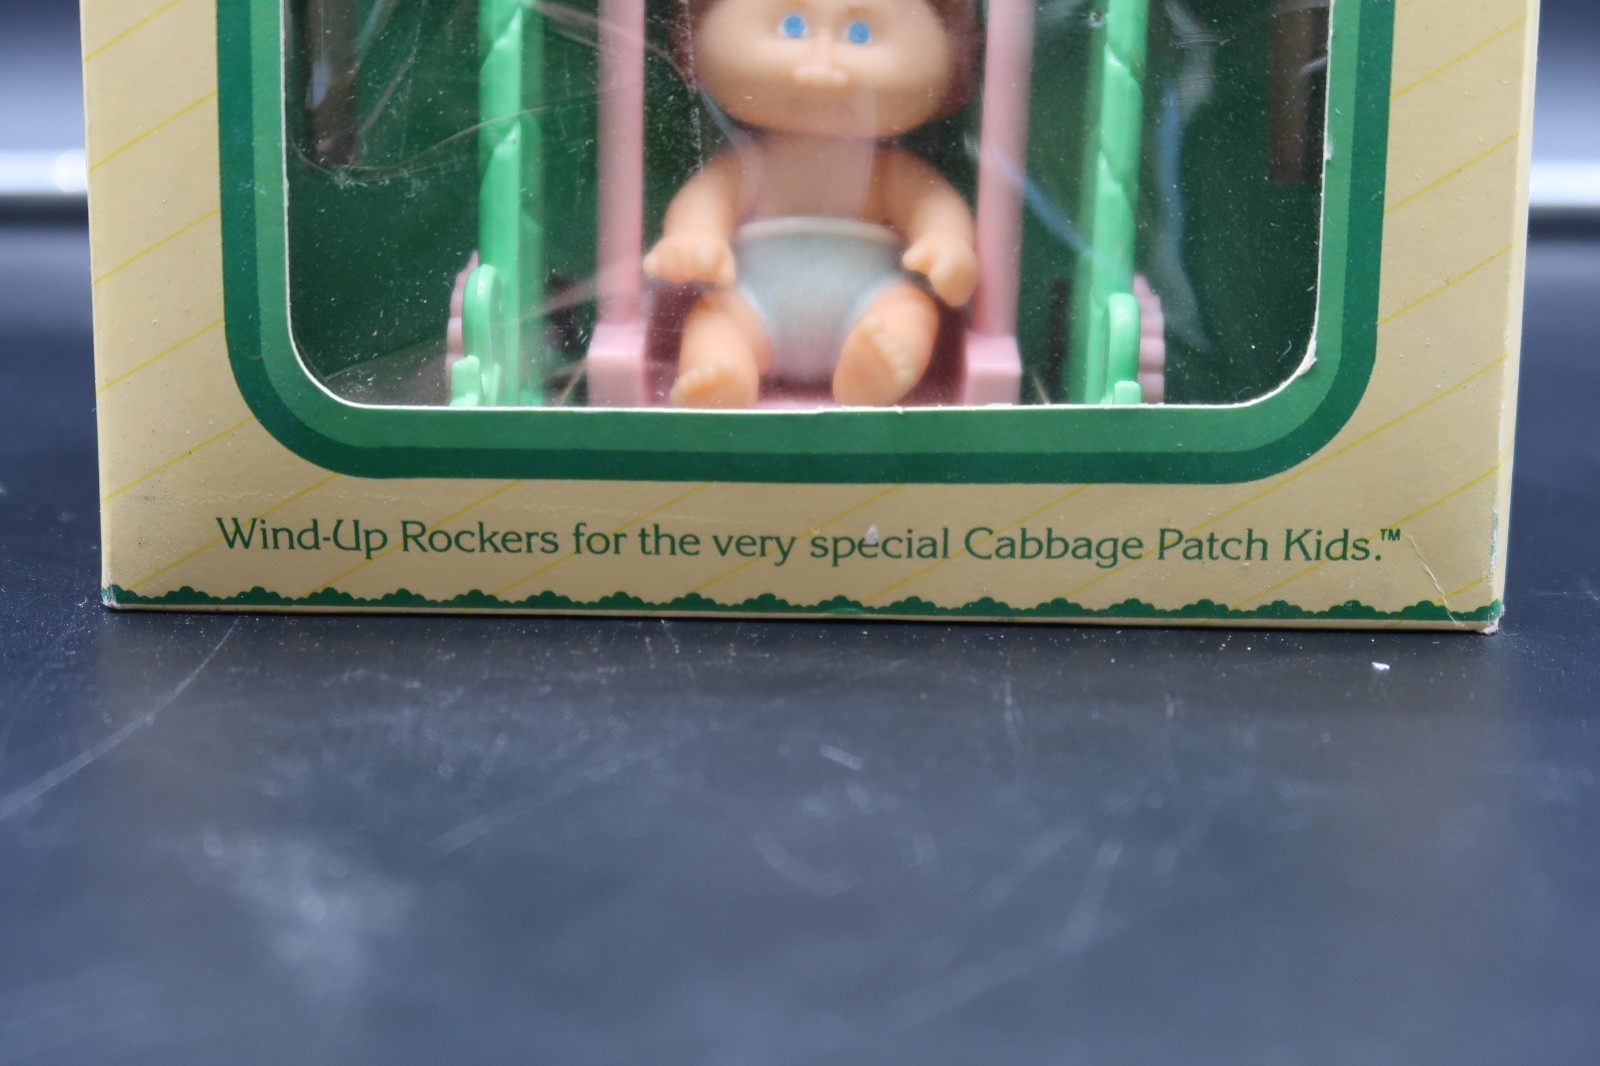 Wind-Up Rockers for the very special Cabbage Patch Kids.™